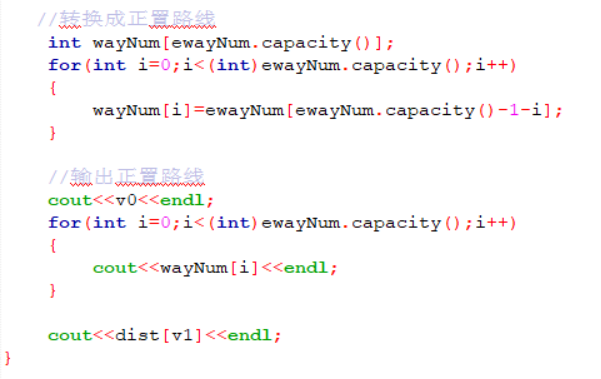 //转换成正置路线
int wayNum[ewayNum.capacity()];
for(int i=0;i<(int)ewayNum.capacity();i++)
{
wayNum[i]=ewayNum[ewayNum.capacity()-1-i];
}
//输出正置路线
cout<<v0<<endl;
for(int i=0;i<(int)ewayNum.capacity();i++)
{
cout<<wayNum[i]<<endl;
}
cout<<dist[v1]<<endl;
}